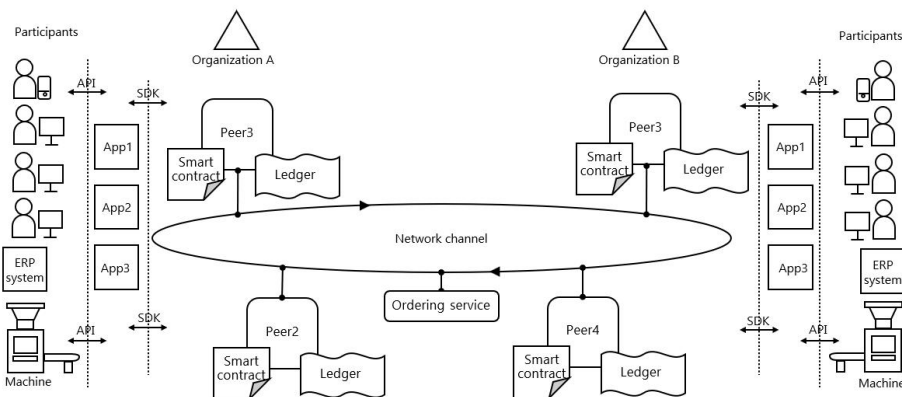 Participants
Organization A
Organization B
Participants
API
SDK
SDK
API
Peer3
Peer3
App1
App1
Smart
contract
Ledger
Smart
contract
Ledger
App2
App2
Network channel
ERP
system
App3
App3
ERP
system
Ordering service
API
SDK
Peer2
Peer4
SDK
API
Smart
contract
Ledger
Smart
contract
Ledger
Machine
Machine